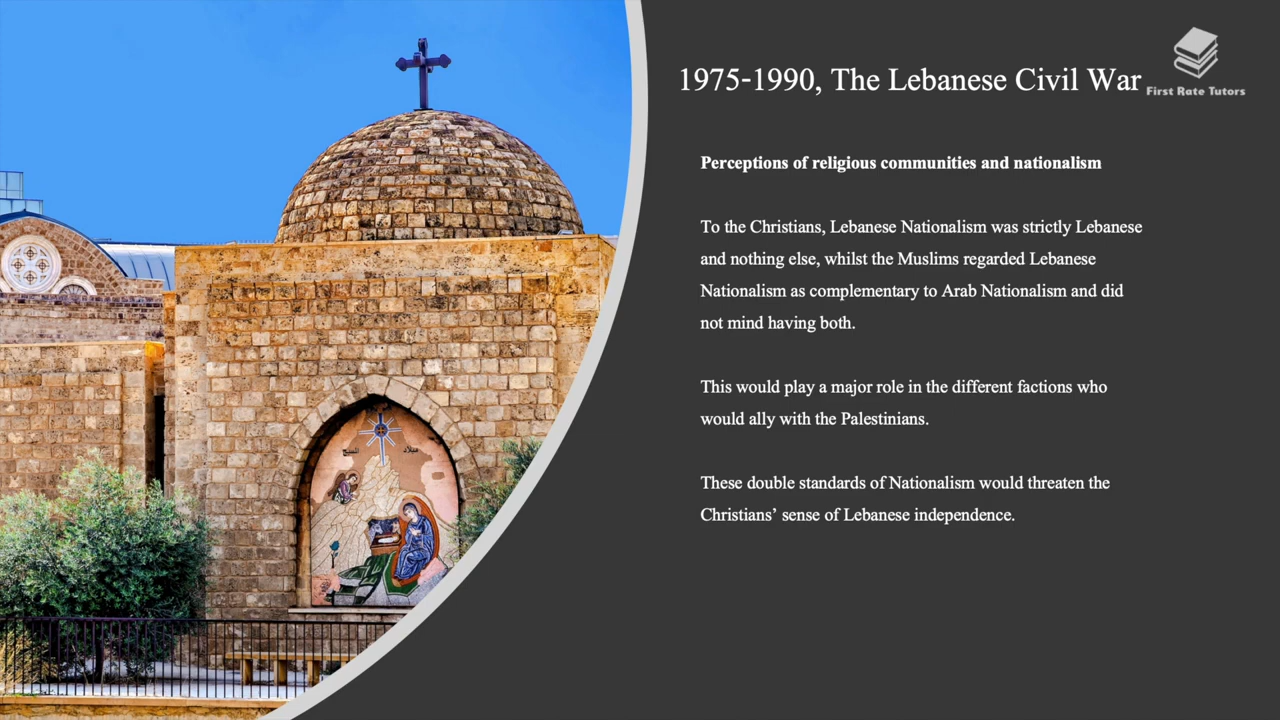 1975-1990, The Lebanese Civil War
First Rate Tutors
Perceptions of religious communities and nationalism
To the Christians, Lebanese Nationalism was strictly Lebanese
and nothing else, whilst the Muslims regarded Lebanese
Nationalism as complementary to Arab Nationalism and did
not mind having both.
This would play a major role in the different factions who
would ally with the Palestinians.
These double standards of Nationalism would threaten the
Christians’ sense of Lebanese independence.
ميلاد المسيح